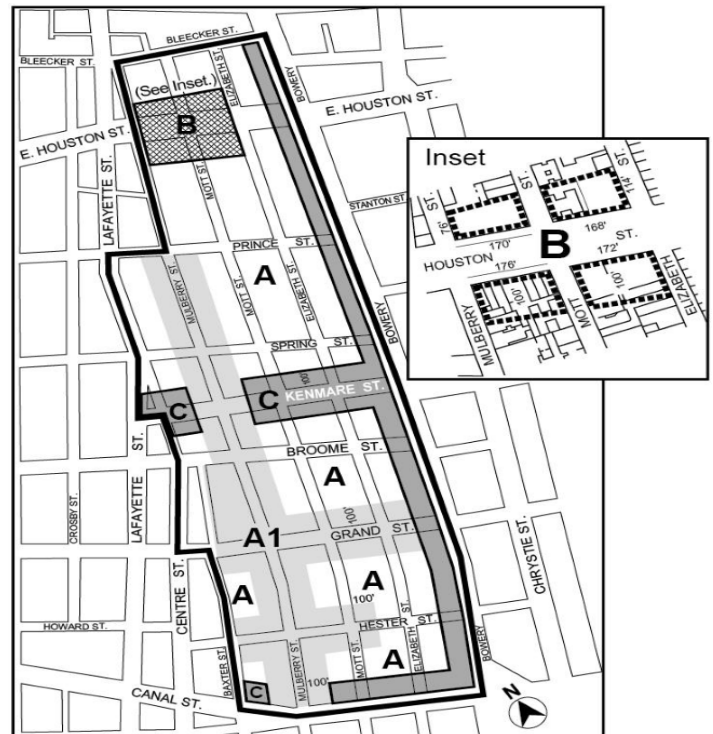 BLEECKER ST.
BLEECKER ST.
(See Inset.)
ELIZABETH ST.
BOWERY
E. HOUSTON ST.
E. HOUSTON ST.
B
MOTT ST.
LAFAYETTE ST.
STANTON ST.
PRINCE ST.
MULBERRY ST.
MOTT ST.
A
ELIZABETH ST.
BOWERY
SPRING ST.
100'
C
C
KENMARE ST.
BROOME ST.
A
CROSBY ST.
LAFAYETTE ST.
100'
A1
GRAND ST.
CENTRE ST.
A
A
100'
CHRYSTIE ST.
HOWARD ST.
HESTER ST.
BAXTER ST.
MULBERRY ST.
MOTT ST.
ELIZABETH ST.
A
BOWERY
C
100'
CANAL ST.
N
Inset
ST.
ST.
ST.
76'
114'
170'
168'
HOUSTON ST.
B
176'
172'
100'
100'
MULBERRY
MOTT
ELIZABETH